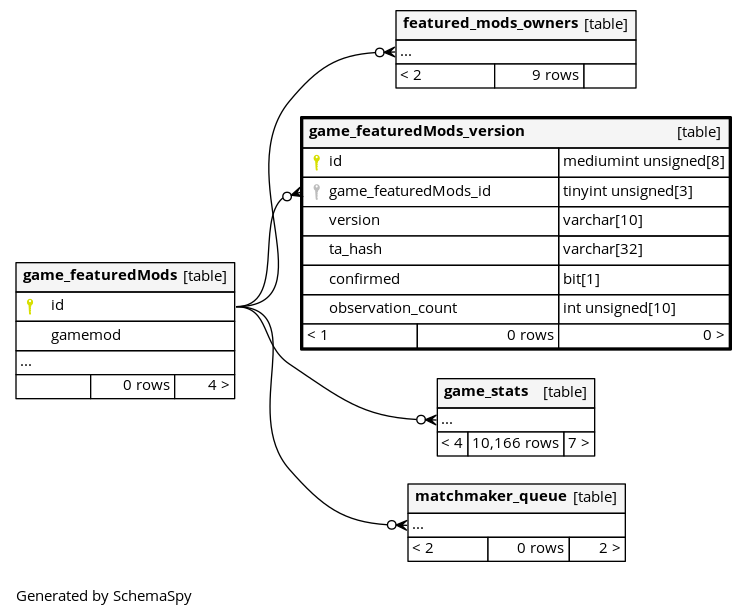 featured_mods_owners [table]
...
< 2 9 rows
game_featuredMods_version [table]
id mediumint unsigned[8]
game_featuredMods_id tinyint unsigned[3]
version varchar[10]
ta_hash varchar[32]
confirmed bit[1]
observation_count int unsigned[10]
< 1 0 rows 0 >
game_featuredMods [table]
id
gamemod
...
0 rows 4 >
game_stats [table]
...
< 4 10,166 rows 7 >
matchmaker_queue [table]
...
< 2 0 rows 2 >
Generated by SchemaSpy